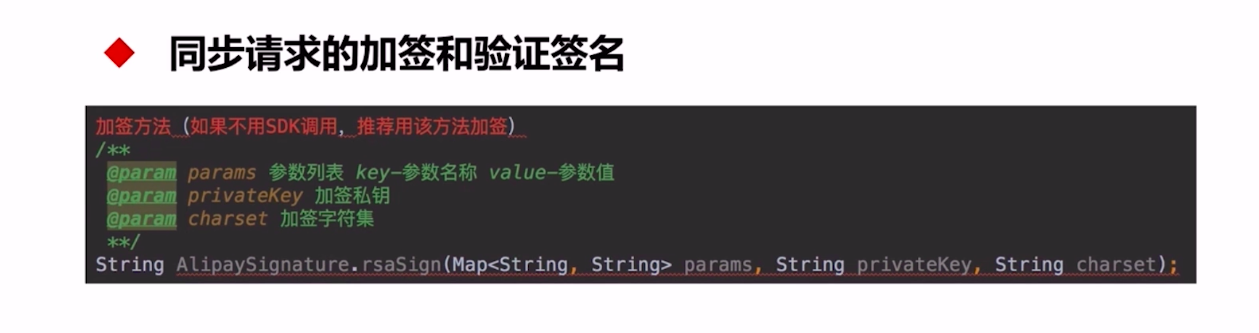 同步请求的加签和验证签名
加签方法（如果不用SDK调用，推荐用该方法加签）
/**
@param params 参数列表 key-参数名称 value-参数值
@param privateKey 加签私钥
@param charset 加签字符集
**/
String AlipaySignature.rsaSign(Map<String, String> params, String privateKey, String charset);